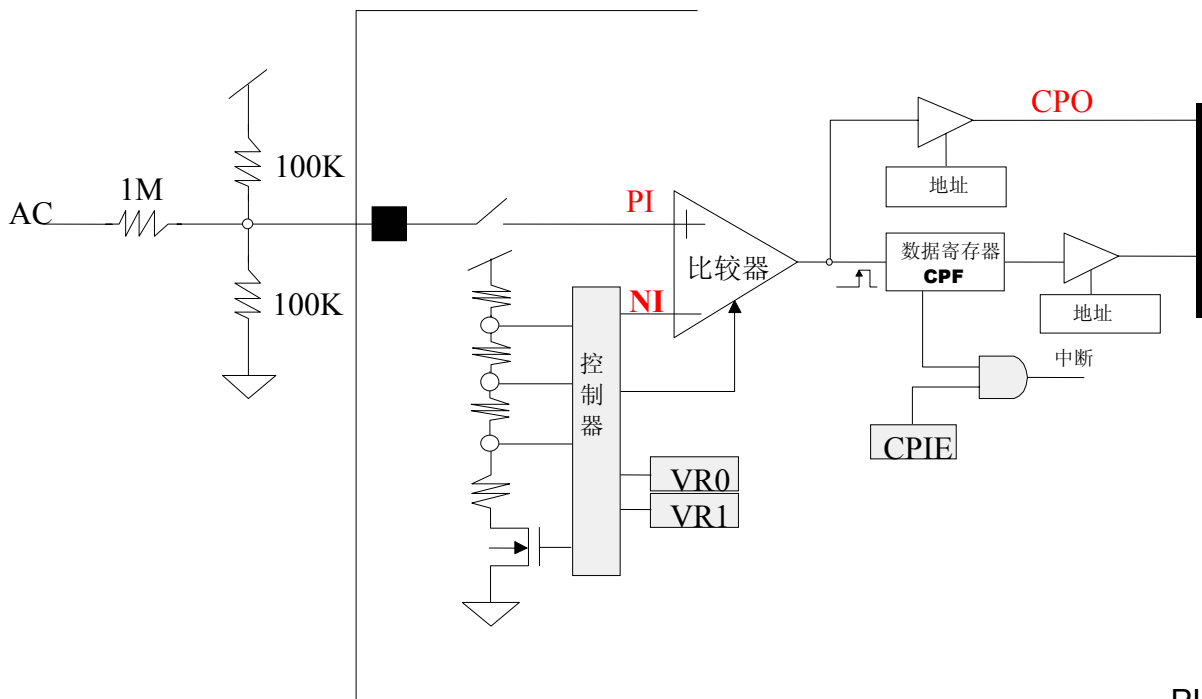 CPO
100K
地址
1M
AC
PI
数据寄存器
CPF
比较器
NI
100K
地址
控
制
器
中断
CPIE
VR0
VR1